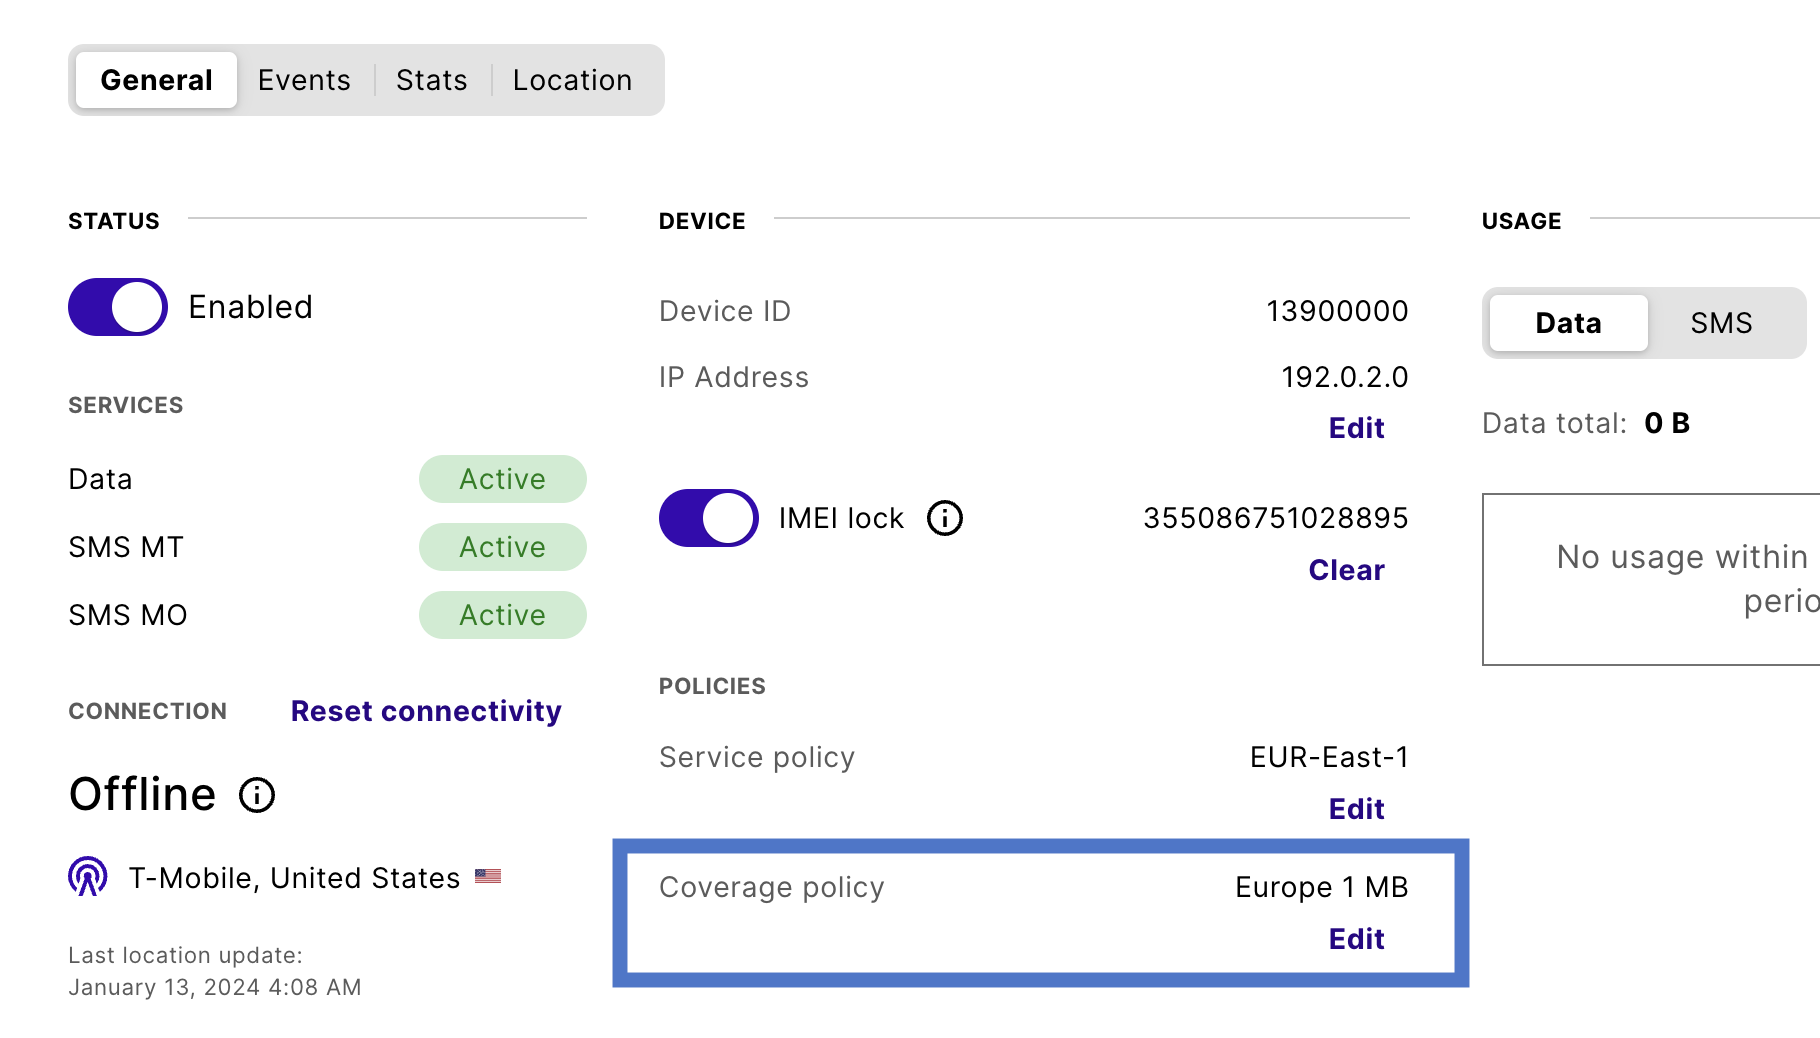 General Events Stats Location
STATUS
Enabled
SERVICES
Data Active
SMS MT Active
SMS MO Active
CONNECTION Reset connectivity
Offline
T-Mobile, United States
Last location update:
January 13, 2024 4:08 AM
DEVICE
Device ID 13900000
IP Address 192.0.2.0
Edit
IMEI lock 355086751028895
Clear
POLICIES
Service policy EUR-East-1
Edit
Coverage policy Europe 1 MB
Edit
USAGE
Data SMS
Data total: 0 B
No usage within
perio